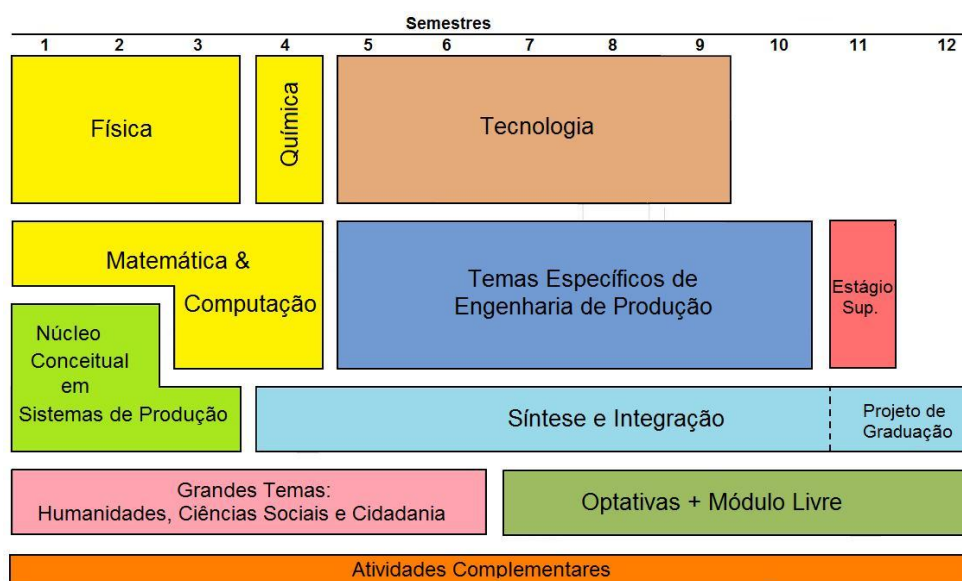 Semestres
1 2 3 4 5 6 7 8 9 10 11 12
Física
Química
Tecnologia
Matemática &
Computação
Temas Específicos de
Engenharia de Produção
Estágio
Sup.
Núcleo
Conceitual
em
Sistemas de Produção
Síntese e Integração
Projeto de
Graduação
Grandes Temas:
Humanidades, Ciências Sociais e Cidadania
Optativas + Módulo Livre
Atividades Complementares